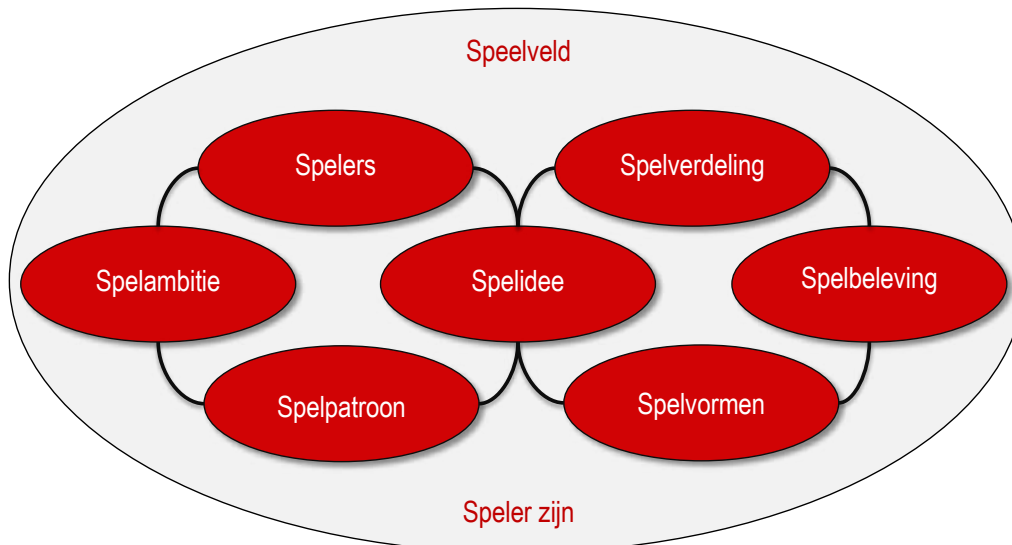 Speelveld
Spelers
Spelverdeling
Spelambitie
Spelidee
Spelbeleving
Spelpatroon
Spelvormen
Speler zijn